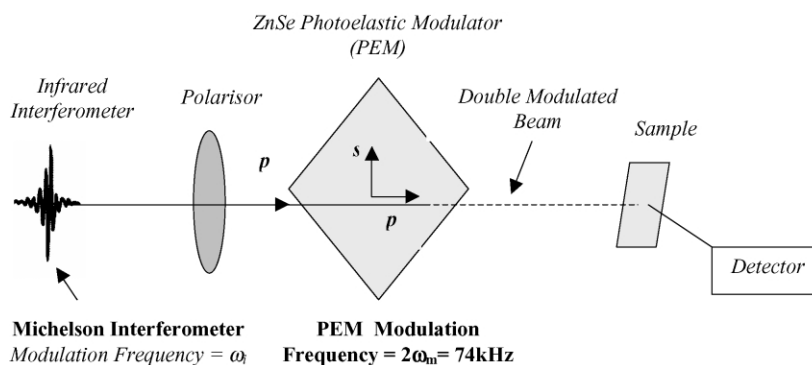 ZnSe Photoelastic Modulator
(PEM)
Infrared
Interferometer
Polarisor
Double Modulated
Beam
Sample
p
s
p
Detector
Michelson Interferometer
Modulation Frequency = ωi
PEM Modulation
Frequency = 2ωm= 74kHz